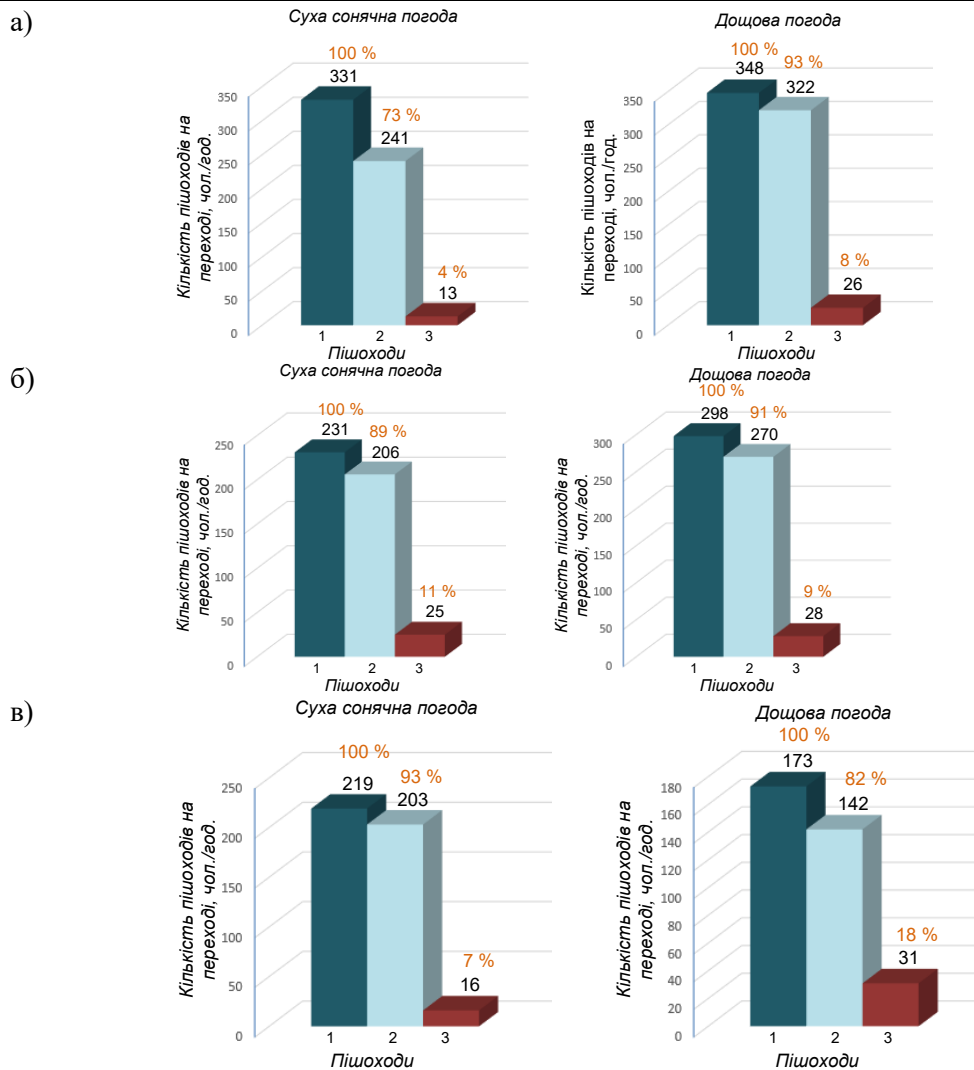 а)
Суха сонячна погода
100 %
331
73 %
241
4 %
13
350
300
250
200
150
100
50
0
Кількість пішоходів на
переході, чол./год.
1 2 3
Пішоходи
Дощова погода
100 %
348
93 %
322
8 %
26
350
300
250
200
150
100
50
0
Кількість пішоходів на
переході, чол./год.
1 2 3
Пішоходи
б)
Суха сонячна погода
100 %
231
89 %
206
11 %
25
250
200
150
100
50
0
Кількість пішоходів на
переході, чол./год.
1 2 3
Пішоходи
Дощова погода
100 %
298
91 %
270
9 %
28
300
250
200
150
100
50
0
Кількість пішоходів на
переході, чол./год.
1 2 3
Пішоходи
в)
Суха сонячна погода
100 %
219
93 %
203
7 %
16
250
200
150
100
50
0
Кількість пішоходів на
переході, чол./год.
1 2 3
Пішоходи
Дощова погода
100 %
173
82 %
142
18 %
31
180
160
140
120
100
80
60
40
20
0
Кількість пішоходів на
переході, чол./год.
1 2 3
Пішоходи